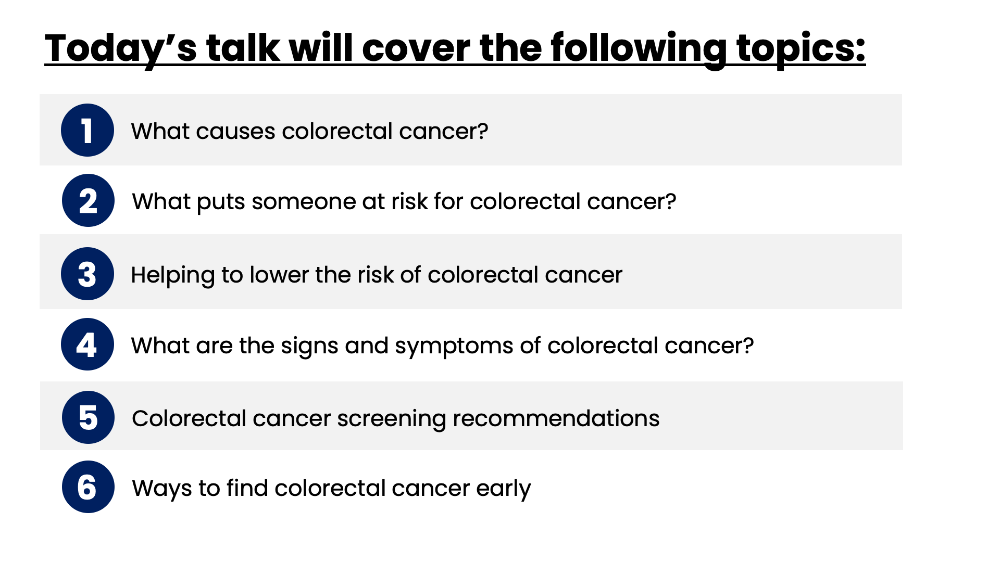 Today’s talk will cover the following topics:
1 What causes colorectal cancer?
2 What puts someone at risk for colorectal cancer?
3 Helping to lower the risk of colorectal cancer
4 What are the signs and symptoms of colorectal cancer?
5 Colorectal cancer screening recommendations
6 Ways to find colorectal cancer early